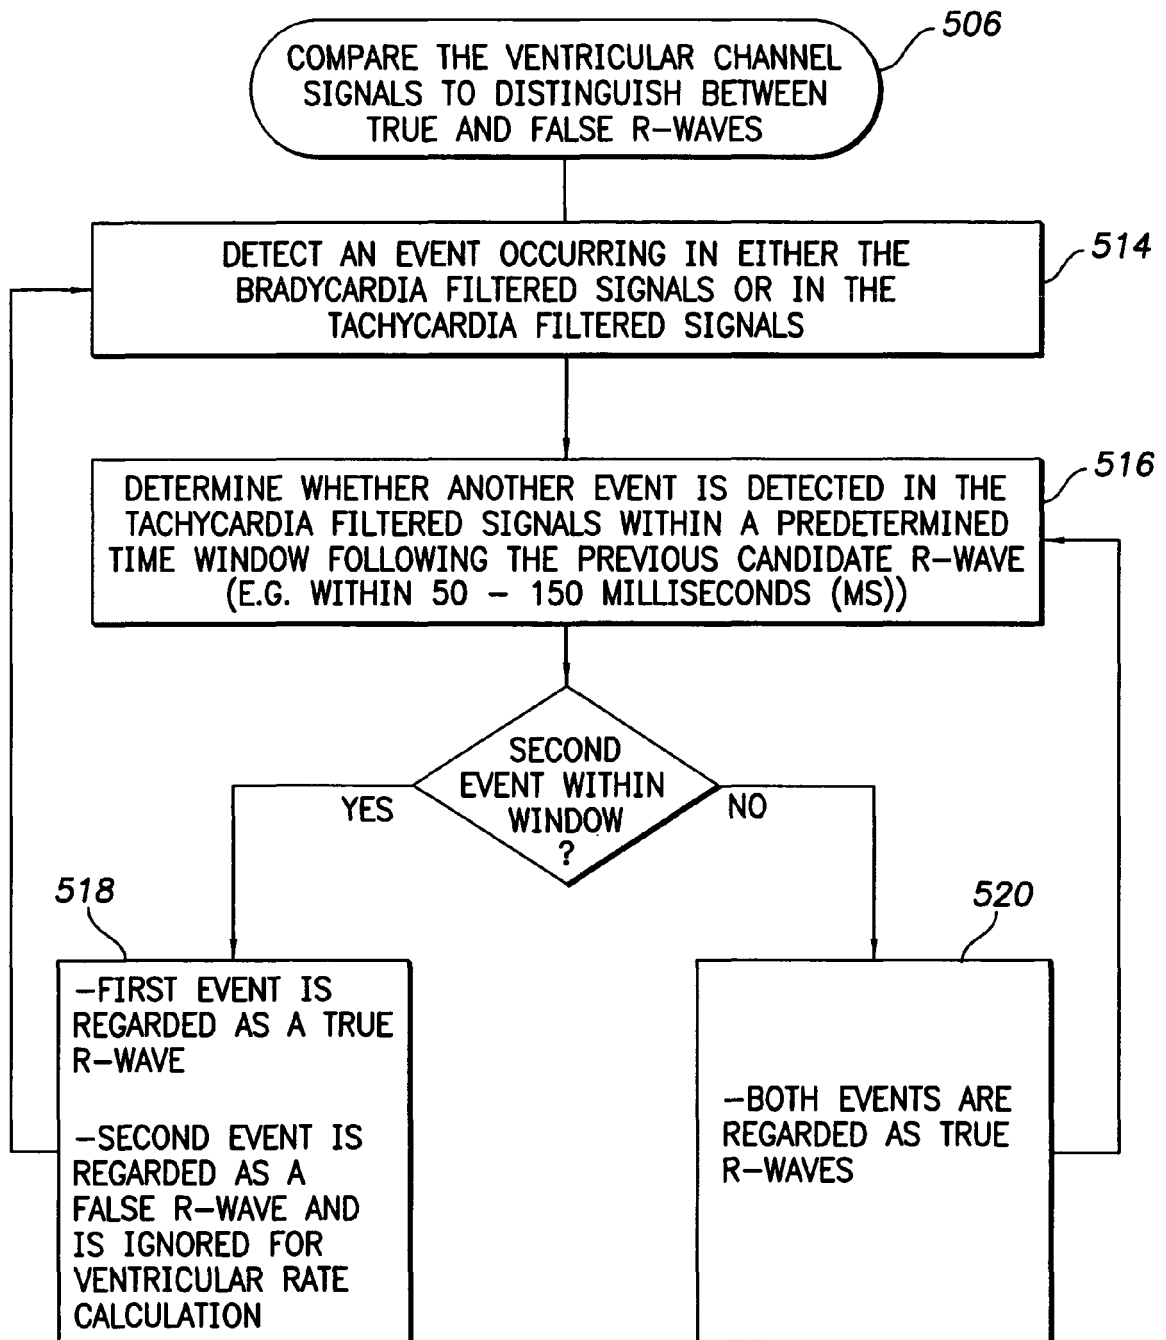 506
COMPARE THE VENTRICULAR CHANNEL
SIGNALS TO DISTINGUISH BETWEEN
TRUE AND FALSE R-WAVES
514
DETECT AN EVENT OCCURRING IN EITHER THE
BRADYCARDIA FILTERED SIGNALS OR IN THE
TACHYCARDIA FILTERED SIGNALS
516
DETERMINE WHETHER ANOTHER EVENT IS DETECTED IN THE
TACHYCARDIA FILTERED SIGNALS WITHIN A PREDETERMINED
TIME WINDOW FOLLOWING THE PREVIOUS CANDIDATE R-WAVE
(E.G. WITHIN 50 - 150 MILLISECONDS (MS))
SECOND
EVENT WITHIN
WINDOW
?
YES
NO
518
-FIRST EVENT IS
REGARDED AS A TRUE
R-WAVE
-SECOND EVENT IS
REGARDED AS A
FALSE R-WAVE AND
IS IGNORED FOR
VENTRICULAR RATE
CALCULATION
520
-BOTH EVENTS ARE
REGARDED AS TRUE
R-WAVES